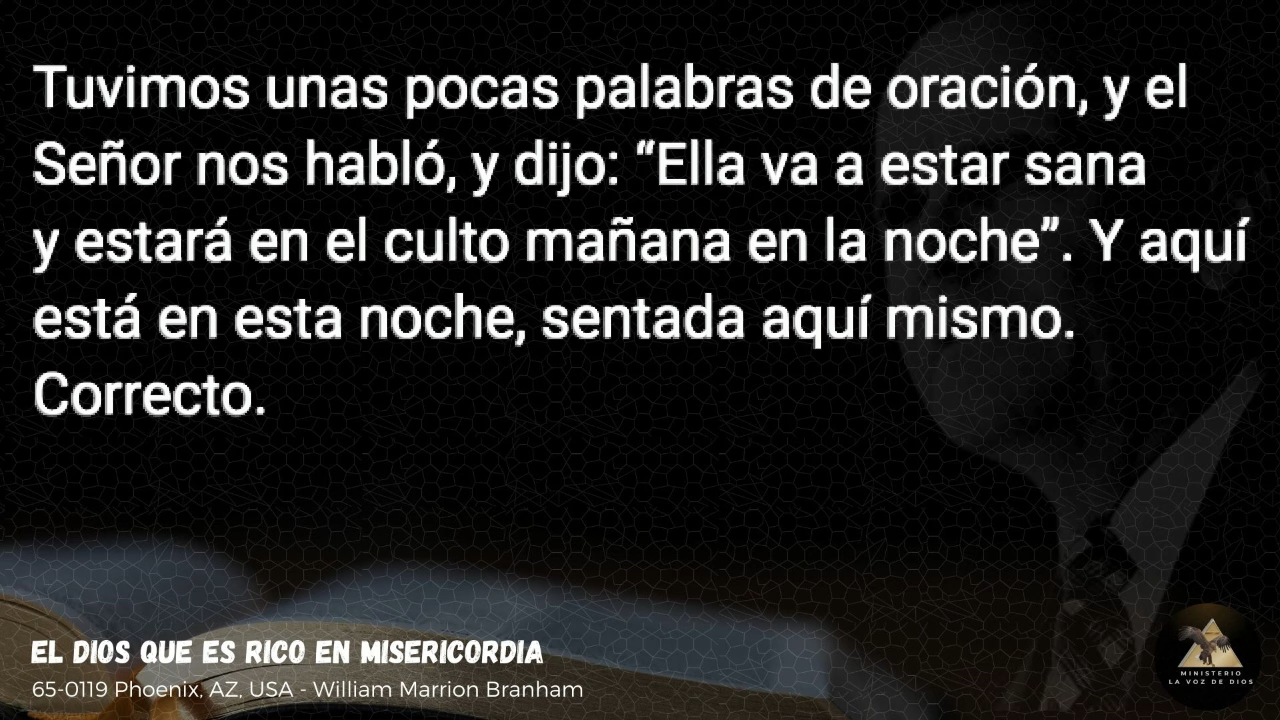 Tuvimos unas pocas palabras de oración, y el
Señor nos habló, y dijo: “Ella va a estar sana
y estará en el culto mañana en la noche”. Y aquí
está en esta noche, sentada aquí mismo.
Correcto.
EL DIOS QUE ES RICO EN MISERICORDIA
65-0119 Phoenix, AZ, USA - William Marrion Branham
MINISTERIO
LA VOZ DE DIOS